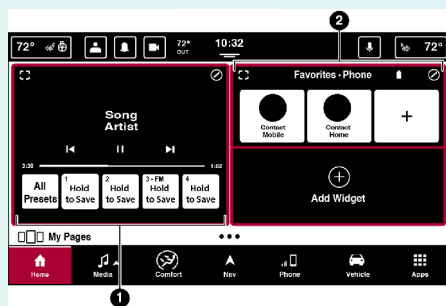 2
72°
72°
OUT
10:32
72°
Favorites • Phone
Song
Artist
Contact
Mobile
Contact
Home
+
3:30
1:52
All
Presets
1
Hold
to Save
2
Hold
to Save
3 - FM
Hold
to Save
4
Hold
to Save
Add Widget
My Pages
Home
Media
Comfort
Nav
Phone
Vehicle
Apps
1